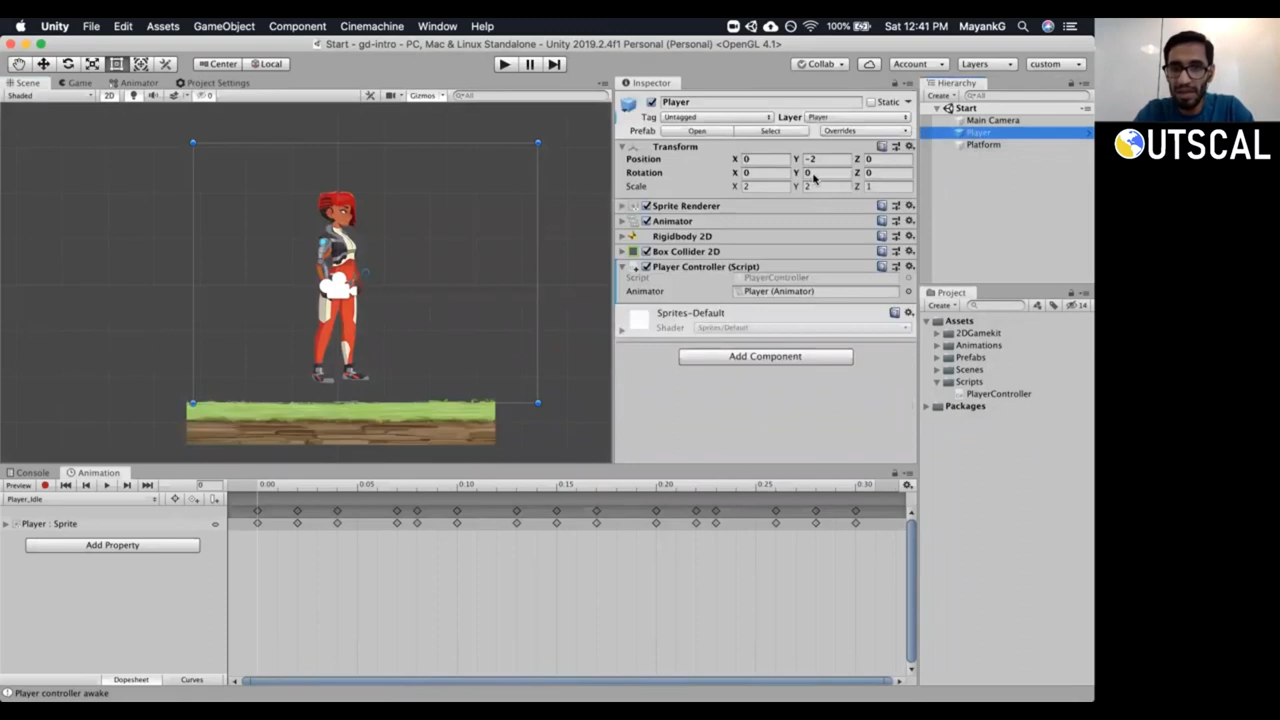 Unity File Edit Assets GameObject Component Cinemachine Window Help 100% Sat 12:41 PM MayankG
Start - gd-intro - PC, Mac & Linux Standalone - Unity 2019.2.4f1 Personal (Personal) <OpenGL 4.1>
Center Local Collab Account Layers custom
Scene Game Animator Project Settings
Shaded 2D 0 Gizmos All
Inspector
Player Static
Tag Untagged Layer Player
Prefab Open Select Overrides
Transform
Position X 0 Y -2 Z 0
Rotation X 0 Y 0 Z 0
Scale X 2 Y 2 Z 1
Sprite Renderer
Animator
Rigidbody 2D
Box Collider 2D
Player Controller (Script)
Script PlayerController
Animator Player (Animator)
Sprites-Default
Shader Sprites/Default
Add Component
Hierarchy
Create All
Start
Main Camera
Player
Platform
Project
Create 14
Assets
2DGamekit
Animations
Prefabs
Scenes
Scripts
PlayerController
Packages
OUTSCAL
Console Animation
Preview 0 0:00 0:05 0:10 0:15 0:20 0:25 0:30
Player_Idle
Player : Sprite
Add Property
Dopesheet Curves
Player controller awake